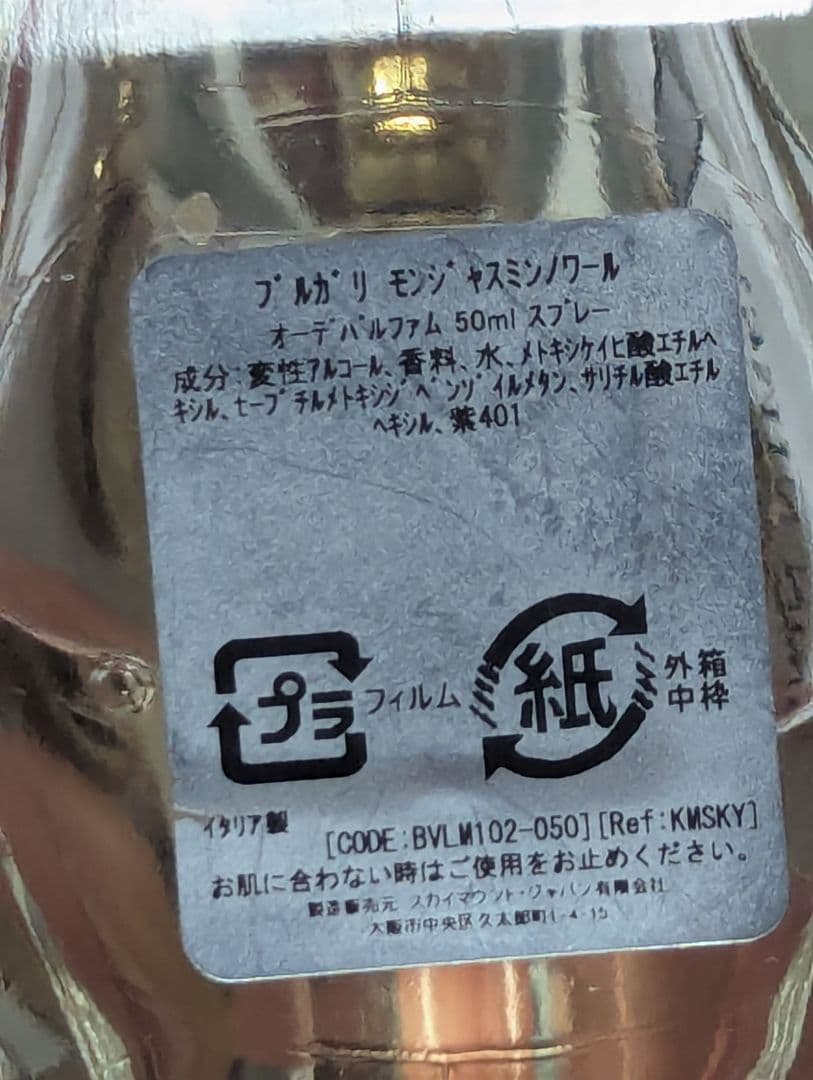 ブルガリ モンジャスミンノワール
オーデパルファム 50ml スプレー
成分:変性アルコール、香料、水、メトキシケイヒ酸エチルヘ
キシル、t-ブチルメトキシジベンゾイルメタン、サリチル酸エチル
ヘキシル、紫401
プラ フィルム
紙 外箱
中枠
イタリア製 [CODE:BVLM102-050][Ref:KMSKY]
お肌に合わない時はご使用をお止めください。
製造販売元 スカイマウント・ジャパン有限会社
大阪市中央区久太郎町1-4-15